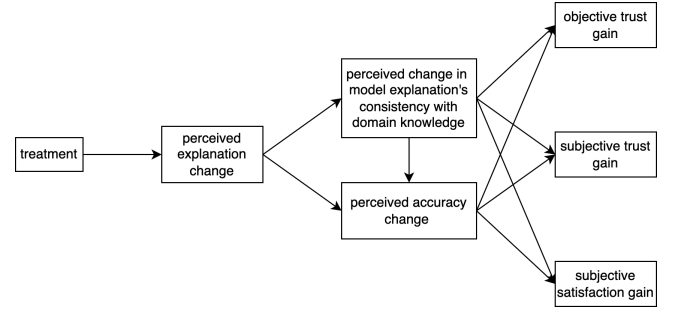 treatment
perceived
explanation
change
perceived change in
model explanation's
consistency with
domain knowledge
perceived accuracy
change
objective trust
gain
subjective trust
gain
subjective
satisfaction gain